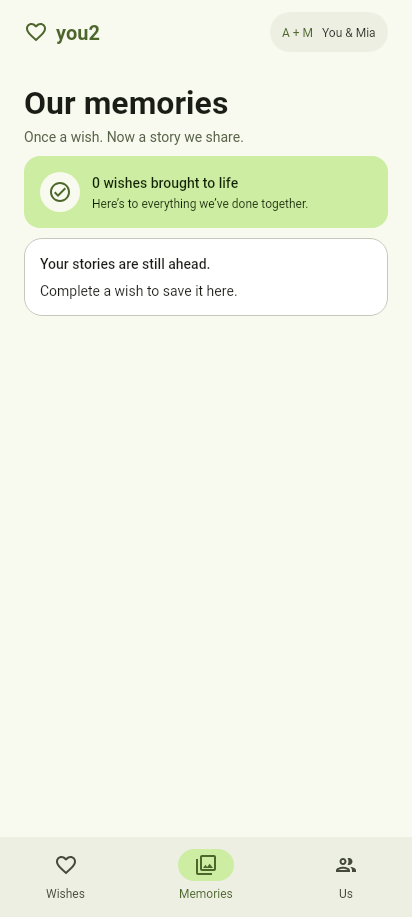 you2
A + M You & Mia
Our memories
Once a wish. Now a story we share.
0 wishes brought to life
Here’s to everything we’ve done together.
Your stories are still ahead.
Complete a wish to save it here.
Wishes
Memories
Us